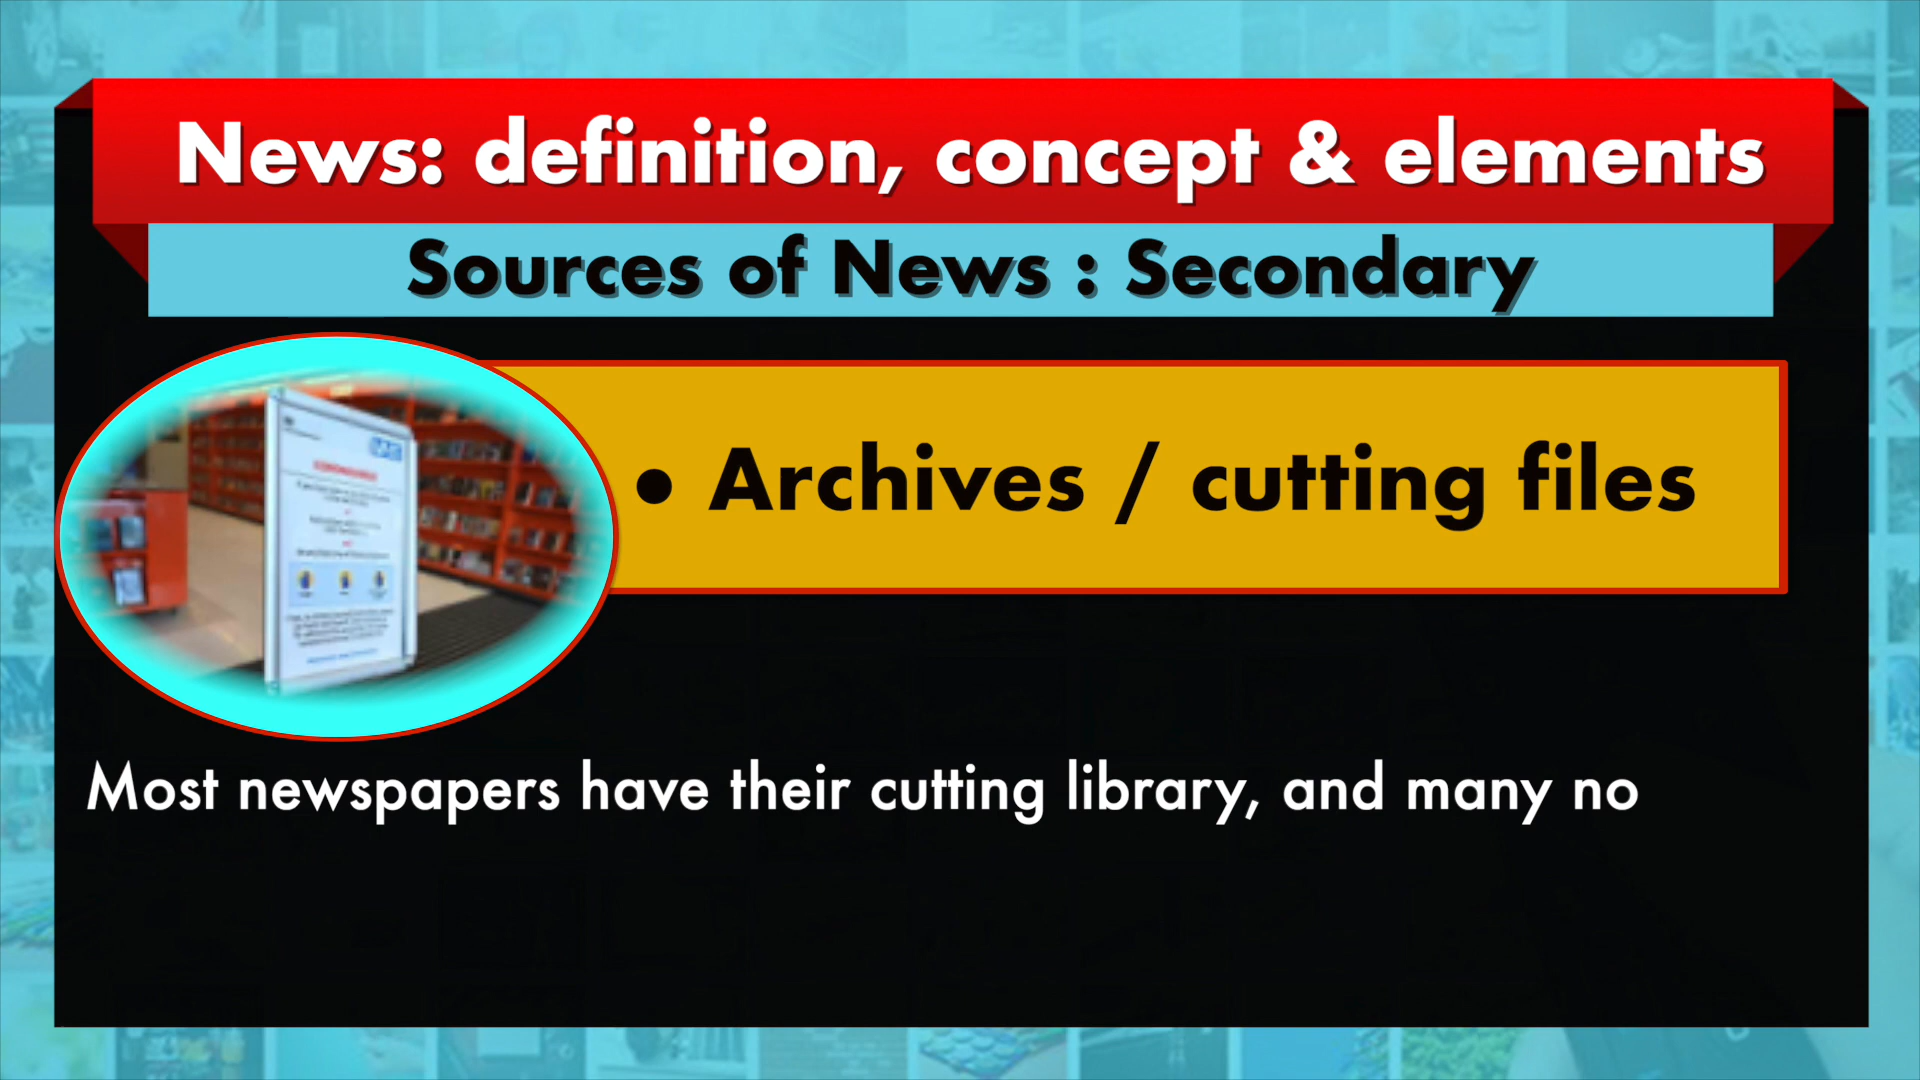 News: definition, concept & elements
Sources of News : Secondary
• Archives / cutting files
Most newspapers have their cutting library, and many no